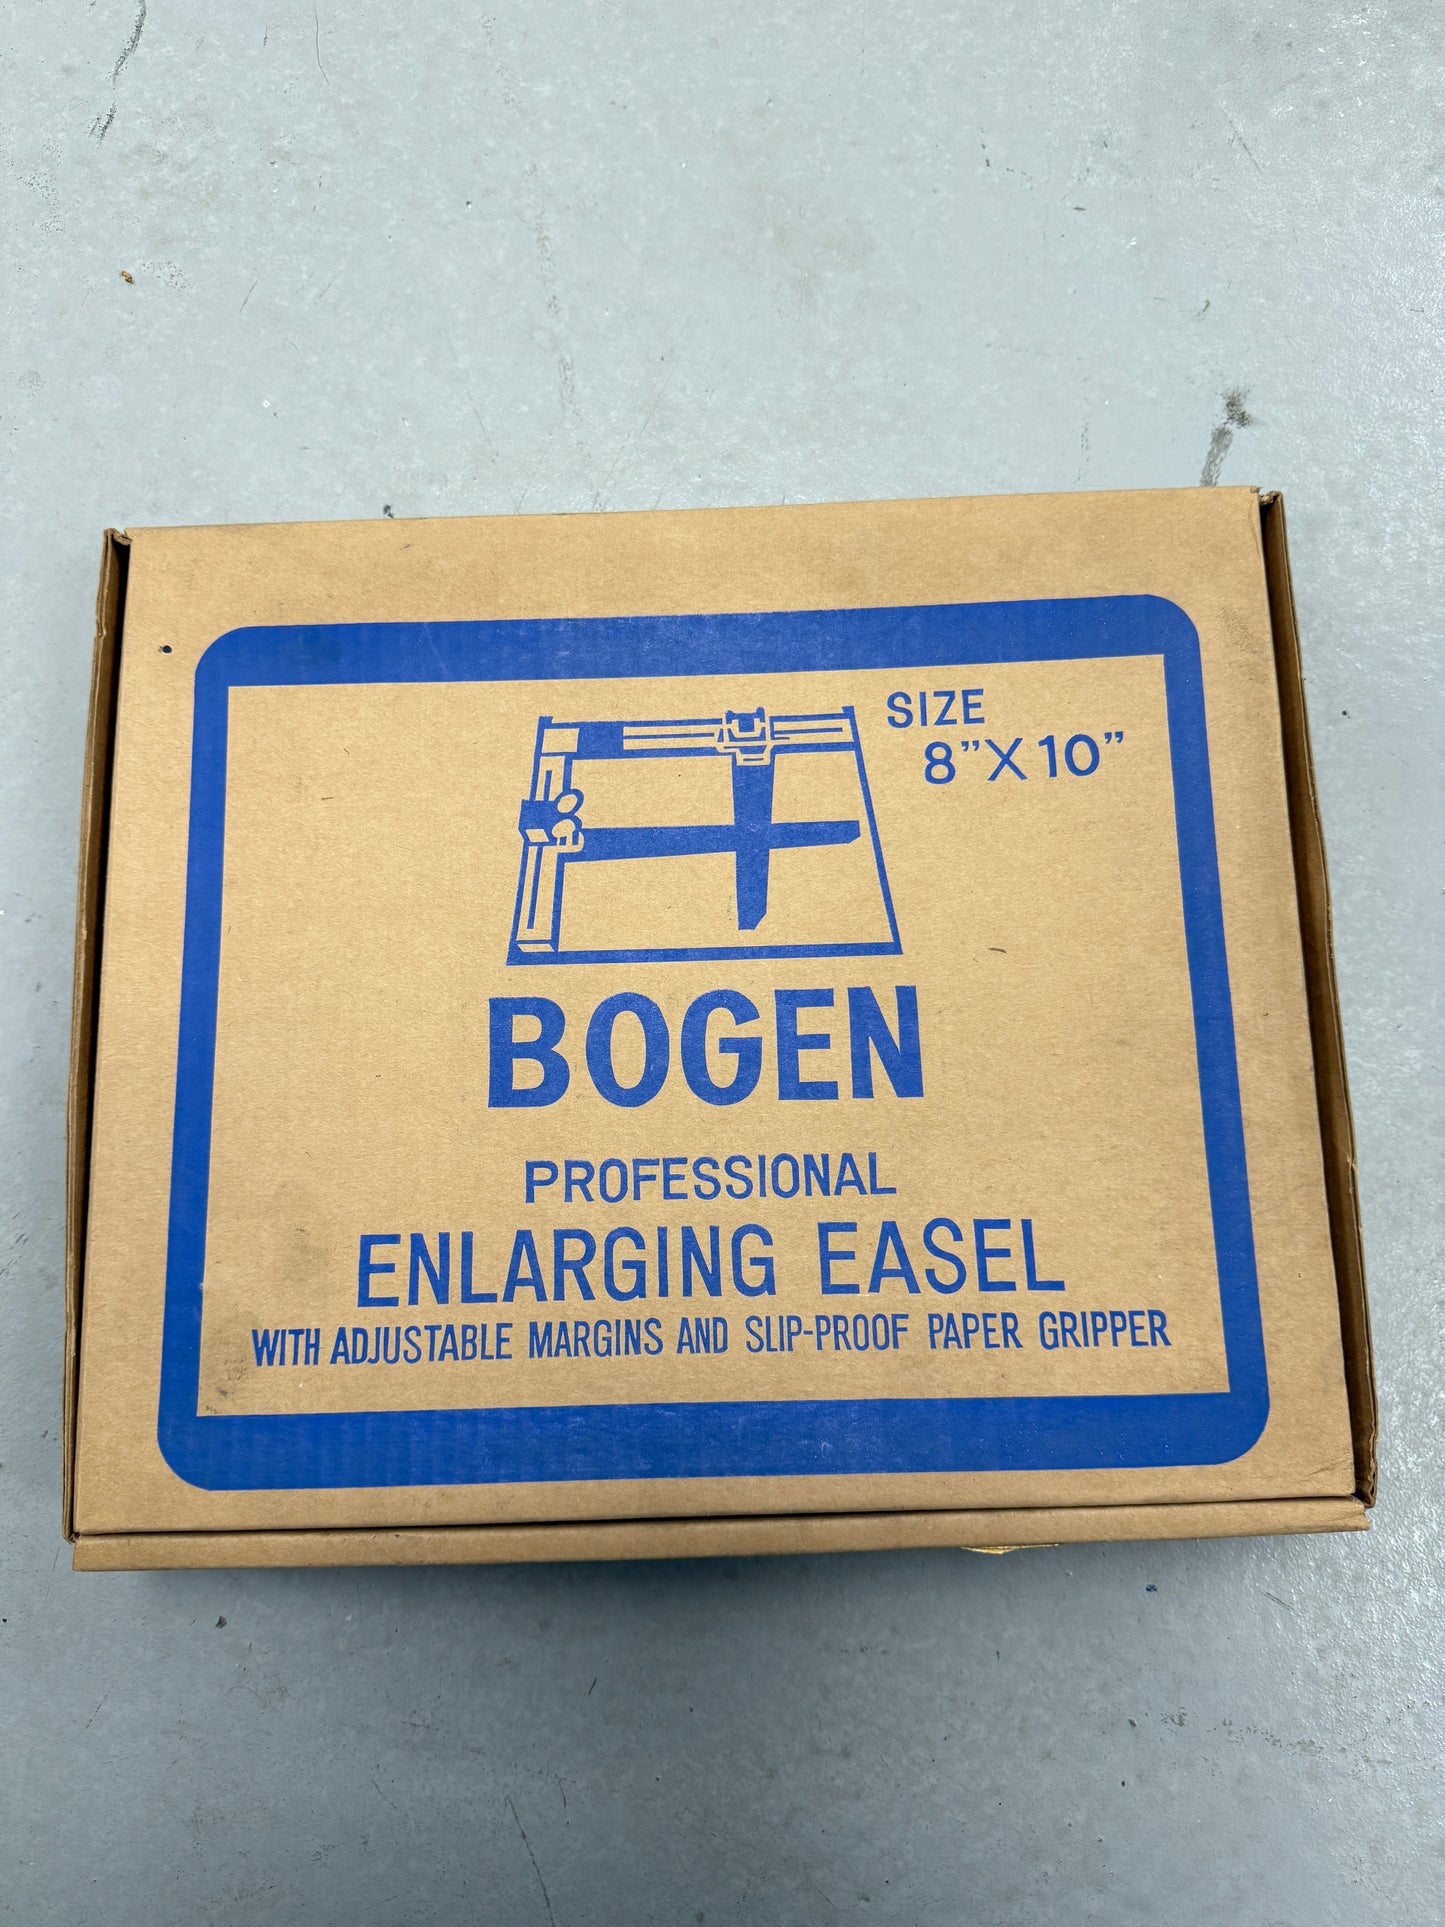 SIZE
8”X10”
BOGEN
PROFESSIONAL
ENLARGING EASEL
WITH ADJUSTABLE MARGINS AND SLIP-PROOF PAPER GRIPPER